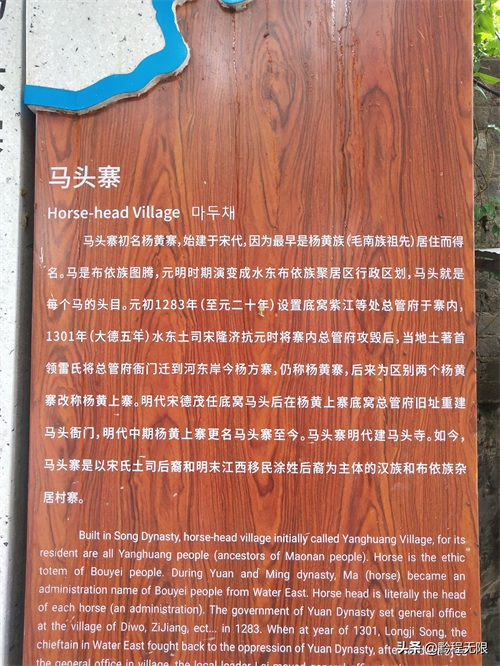 马头寨
Horse-head Village 마두채
马头寨初名杨黄寨,始建于宋代,因为最早是杨黄族(毛南族祖先)居住而得
名。马是布依族图腾,元明时期演变成水东布依族聚居区行政区划,马头就是
每个马的头目。元初1283年(至元二十年)设置底窝紫江等处总管府于寨内,
1301年(大德五年)水东土司宋隆济抗元时将寨内总管府攻毁后,当地土著首
领雷氏将总管府衙门迁到河东岸今杨方寨,仍称杨黄寨,后来为区别两个杨黄
寨改称杨黄上寨。明代宋德茂任底窝马头后在杨黄上寨底窝总管府旧址重建
马头衙门,明代中期杨黄上寨更名马头寨至今。马头寨明代建马头寺。如今,
马头寨是以宋氏土司后裔和明末江西移民涂姓后裔为主体的汉族和布依族杂
居村寨。
Built in Song Dynasty, horse-head village initially called Yanghuang Village, for its
resident are all Yanghuang people (ancestors of Maonan people). Horse is the ethic
totem of Bouyei people. During Yuan and Ming dynasty, Ma (horse) became an
administration name of Bouyei people from Water East. Horse head is literally the head
of each horse (an administration). The government of Yuan Dynasty set general office
at the village of Diwo, ZiJiang, ect... in 1283. When at year of 1301, Longji Song, the
chieftain in Water East fought back to the oppression of Yuan Dynasty, after
the general office in village, the local leader Lei moved general
头条 @黔程无限